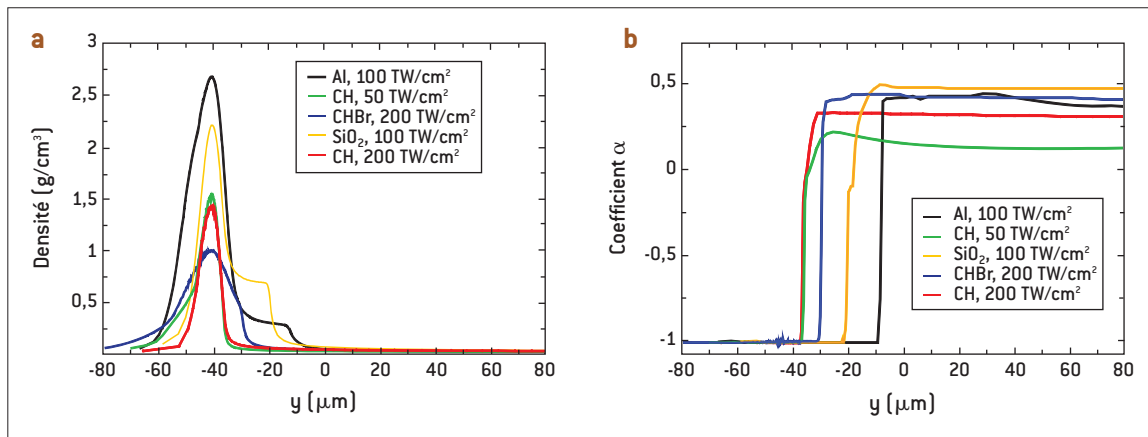 a
Densité (g/cm³)
3
2,5
2
1,5
1
0,5
Al, 100 TW/cm²
CH, 50 TW/cm²
CHBr, 200 TW/cm²
SiO₂, 100 TW/cm²
CH, 200 TW/cm²
-80 -60 -40 -20 0 20 40 60 80
y (μm)
b
Coefficient α
0,5
0
-0,5
-1
Al, 100 TW/cm²
CH, 50 TW/cm²
SiO₂, 100 TW/cm²
CHBr, 200 TW/cm²
CH, 200 TW/cm²
-80 -60 -40 -20 0 20 40 60 80
y (μm)